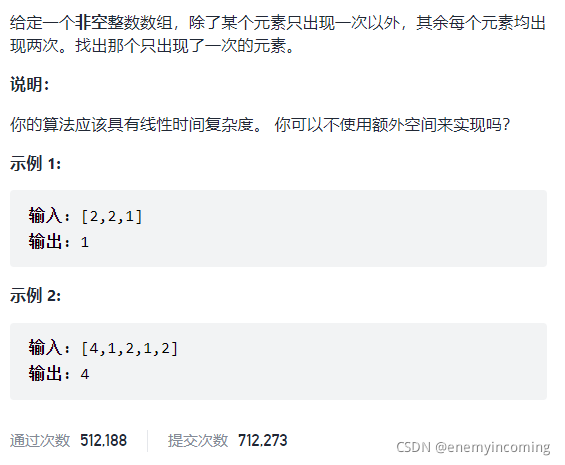 给定一个非空整数数组，除了某个元素只出现一次以外，其余每个元素均出
现两次。找出那个只出现了一次的元素。
说明：
你的算法应该具有线性时间复杂度。 你可以不使用额外空间来实现吗？
示例 1:
输入: [2,2,1]
输出: 1
示例 2:
输入: [4,1,2,1,2]
输出: 4
通过次数 512,188 提交次数 712,273
CSDN @enemyincoming